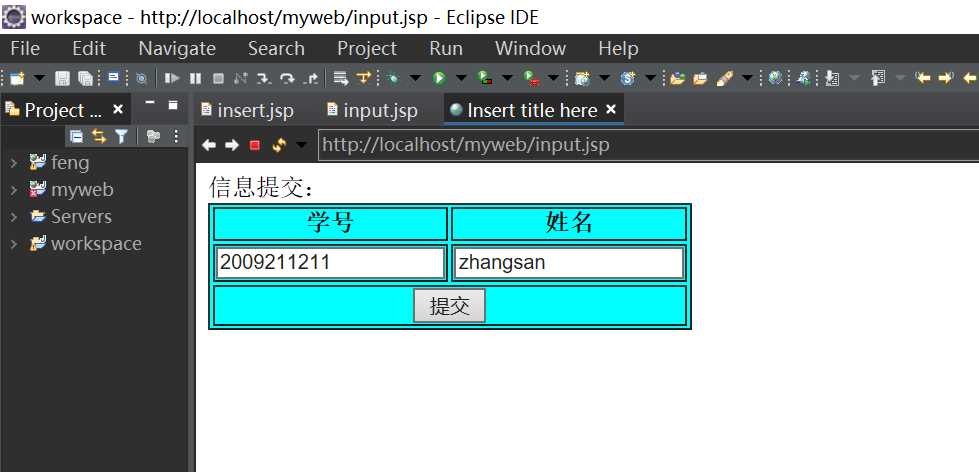 workspace - http://localhost/myweb/input.jsp - Eclipse IDE
File Edit Navigate Search Project Run Window Help
Project ... insert.jsp input.jsp Insert title here
http://localhost/myweb/input.jsp
feng
myweb
Servers
workspace
信息提交：
学号 姓名
2009211211 zhangsan
提交